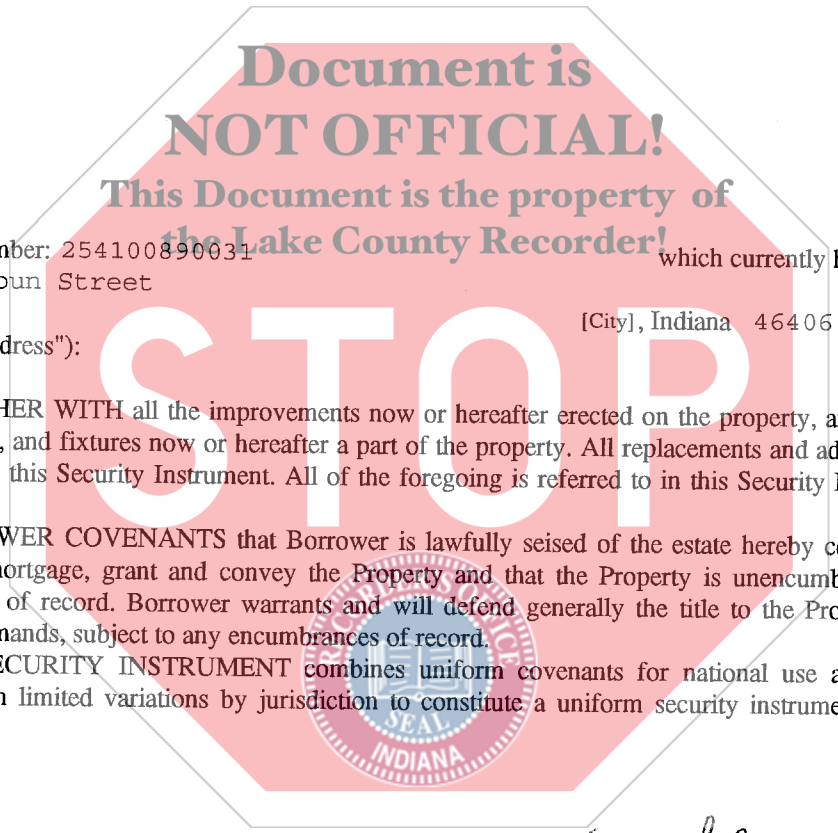 Document is
NOT OFFICIAL!
This Document is the property of
the Lake County Recorder!
nber: 254100890031
which currently
oun Street
[City], Indiana 46406
dress"):
HER WITH all the improvements now or hereafter erected on the property, a
, and fixtures now or hereafter a part of the property. All replacements and ad
this Security Instrument. All of the foregoing is referred to in this Security
WER COVENANTS that Borrower is lawfully seised of the estate hereby c
nortgage, grant and convey the Property and that the Property is unencumb
of record. Borrower warrants and will defend generally the title to the Pro
mands, subject to any encumbrances of record.
ECURITY INSTRUMENT combines uniform covenants for national use a
n limited variations by jurisdiction to constitute a uniform security instrume
STOP
RECORDER'S OFFICE
SEAL
INDIANA